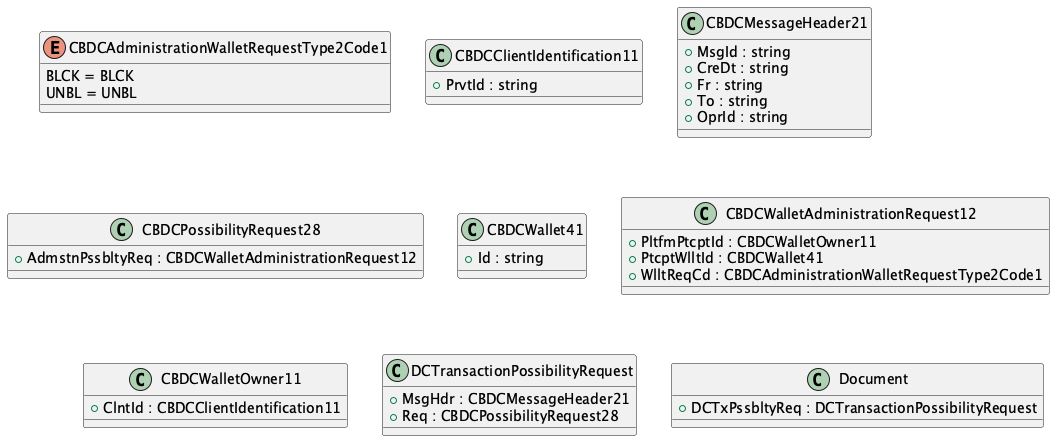 E CBDCAdministrationWalletRequestType2Code1
BLCK = BLCK
UNBL = UNBL
C CBDCClientIdentification11
PrvtId : string
C CBDCMessageHeader21
MsgId : string
CreDt : string
Fr : string
To : string
OprId : string
C CBDCPossibilityRequest28
AdmstnPssbltyReq : CBDCWalletAdministrationRequest12
C CBDCWallet41
Id : string
C CBDCWalletAdministrationRequest12
PltfmPtcptId : CBDCWalletOwner11
PtcptWlltId : CBDCWallet41
WlltReqCd : CBDCAdministrationWalletRequestType2Code1
C CBDCWalletOwner11
ClntId : CBDCClientIdentification11
C DCTransactionPossibilityRequest
MsgHdr : CBDCMessageHeader21
Req : CBDCPossibilityRequest28
C Document
DCTxPssbltyReq : DCTransactionPossibilityRequest